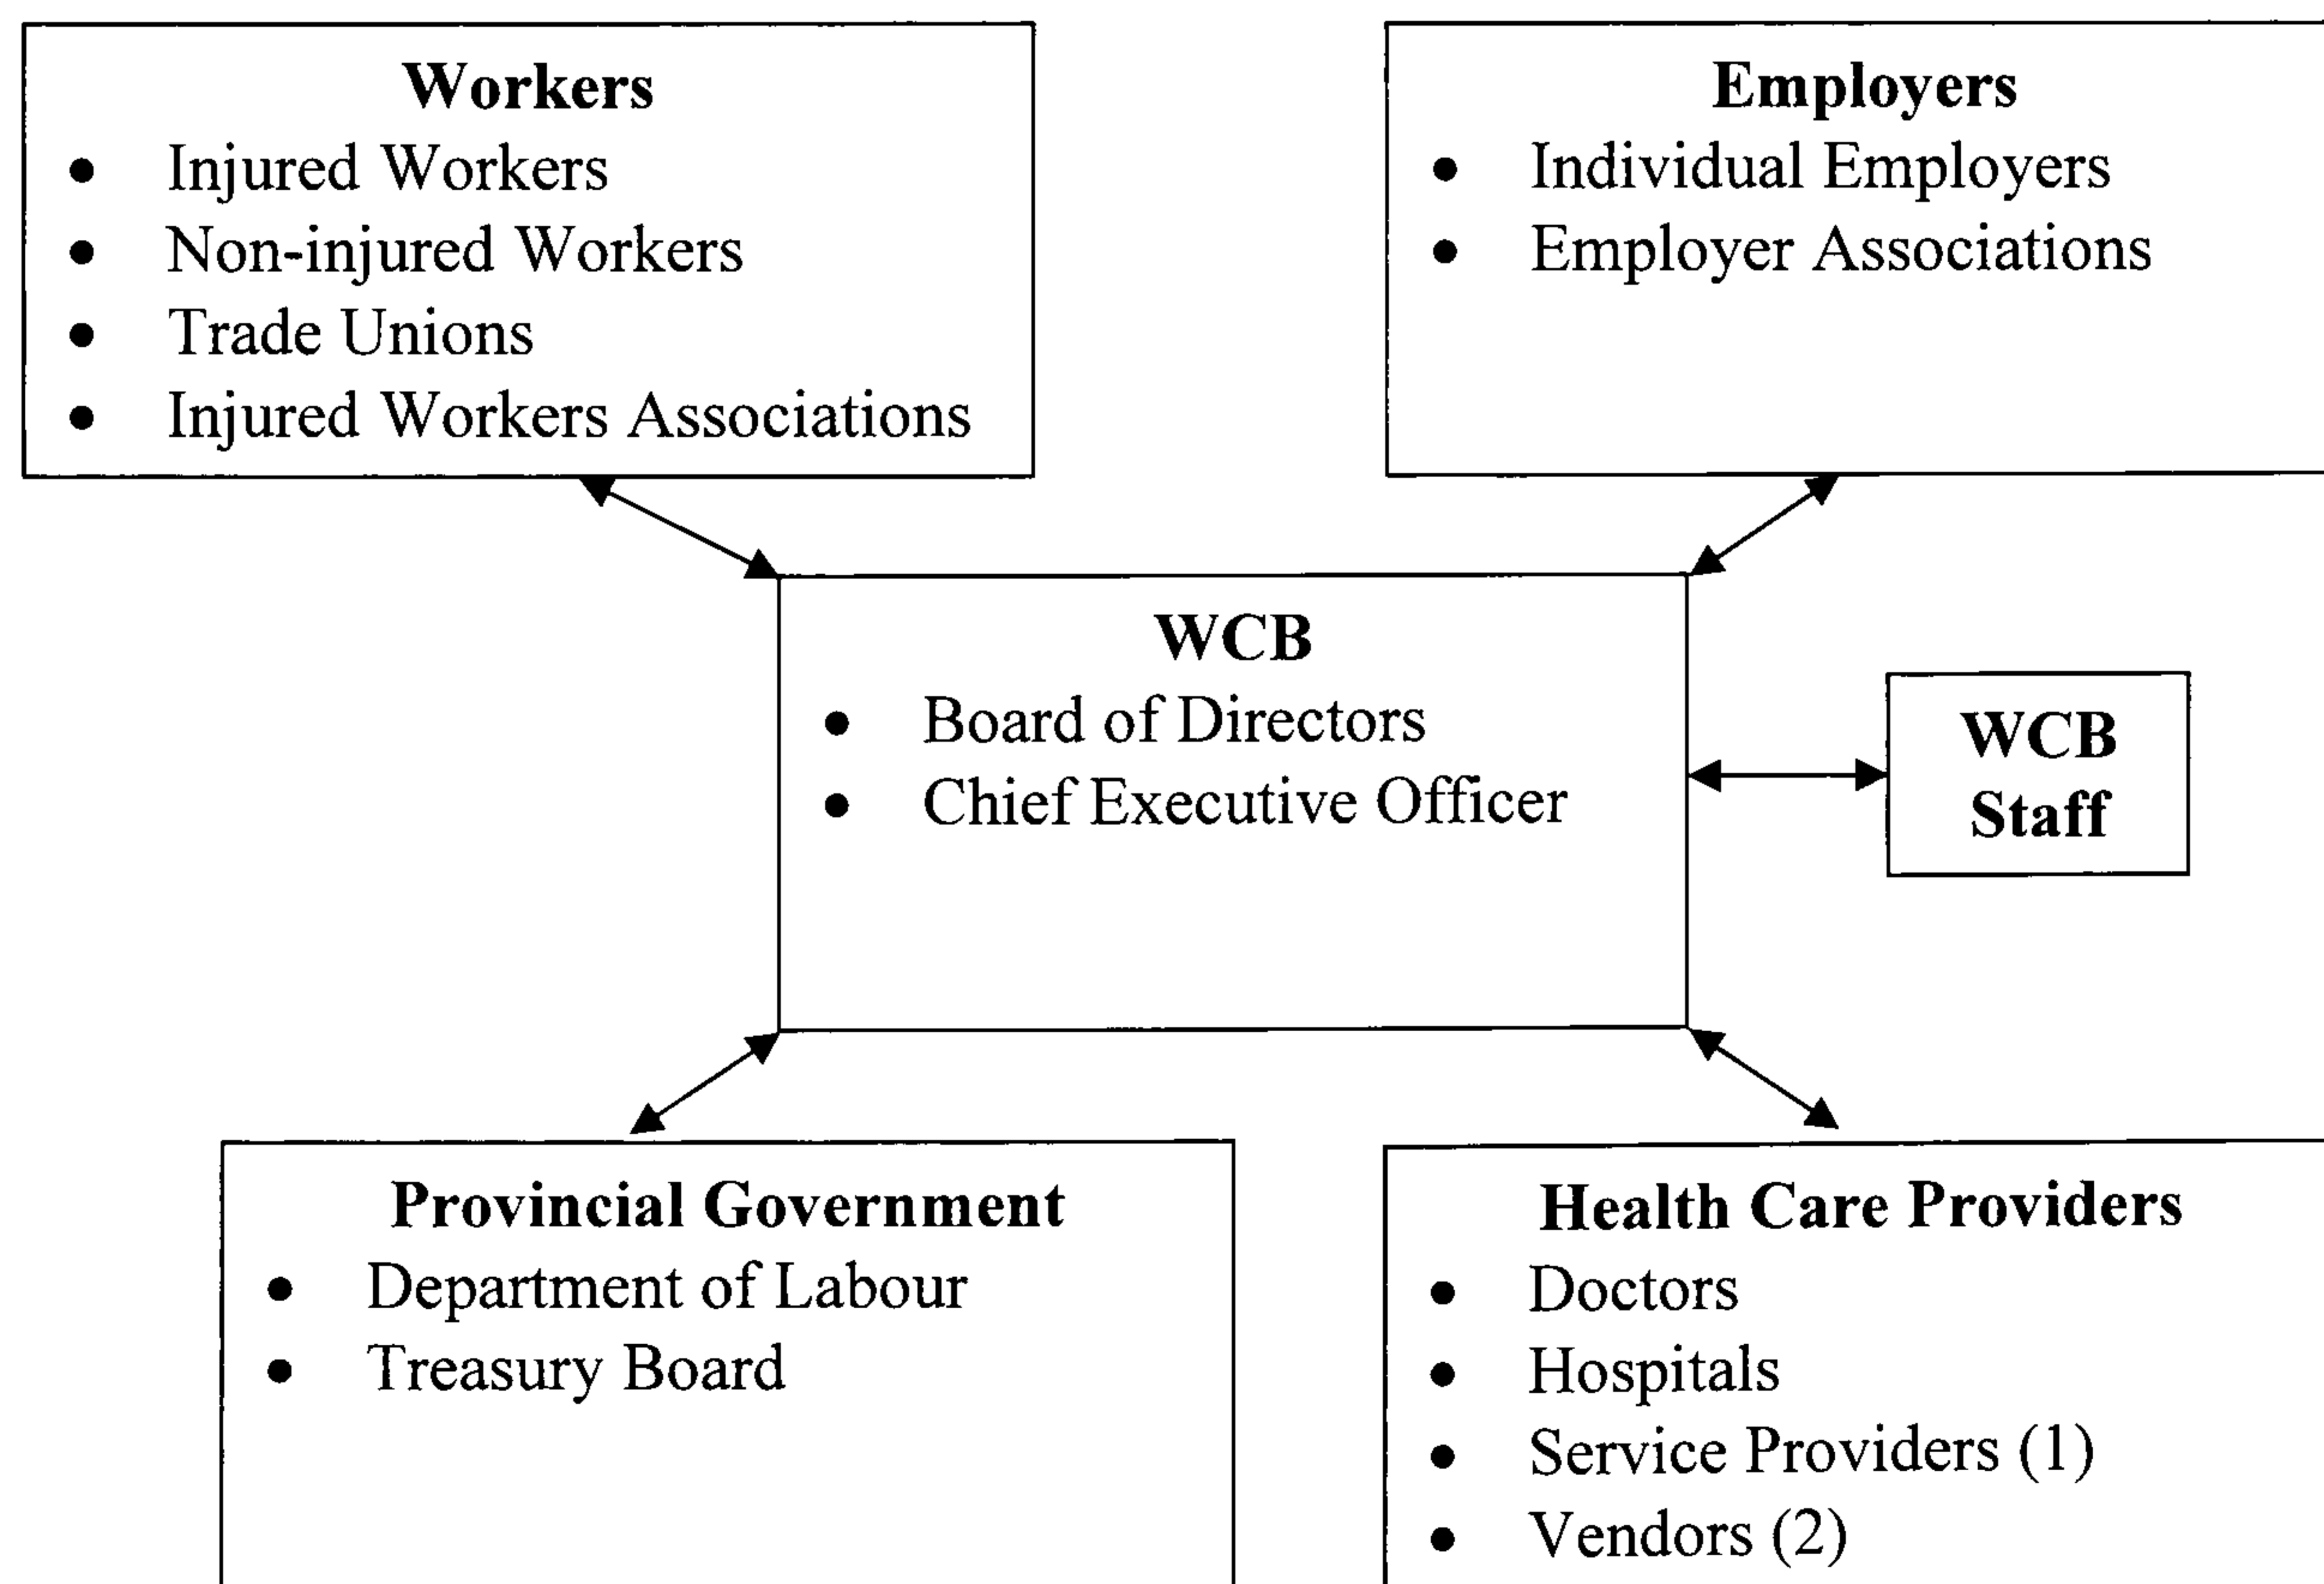 Workers
• Injured Workers
• Non-injured Workers
• Trade Unions
• Injured Workers Associations
Employers
• Individual Employers
• Employer Associations
WCB
• Board of Directors
• Chief Executive Officer
WCB
Staff
Provincial Government
• Department of Labour
• Treasury Board
Health Care Providers
• Doctors
• Hospitals
• Service Providers (1)
• Vendors (2)